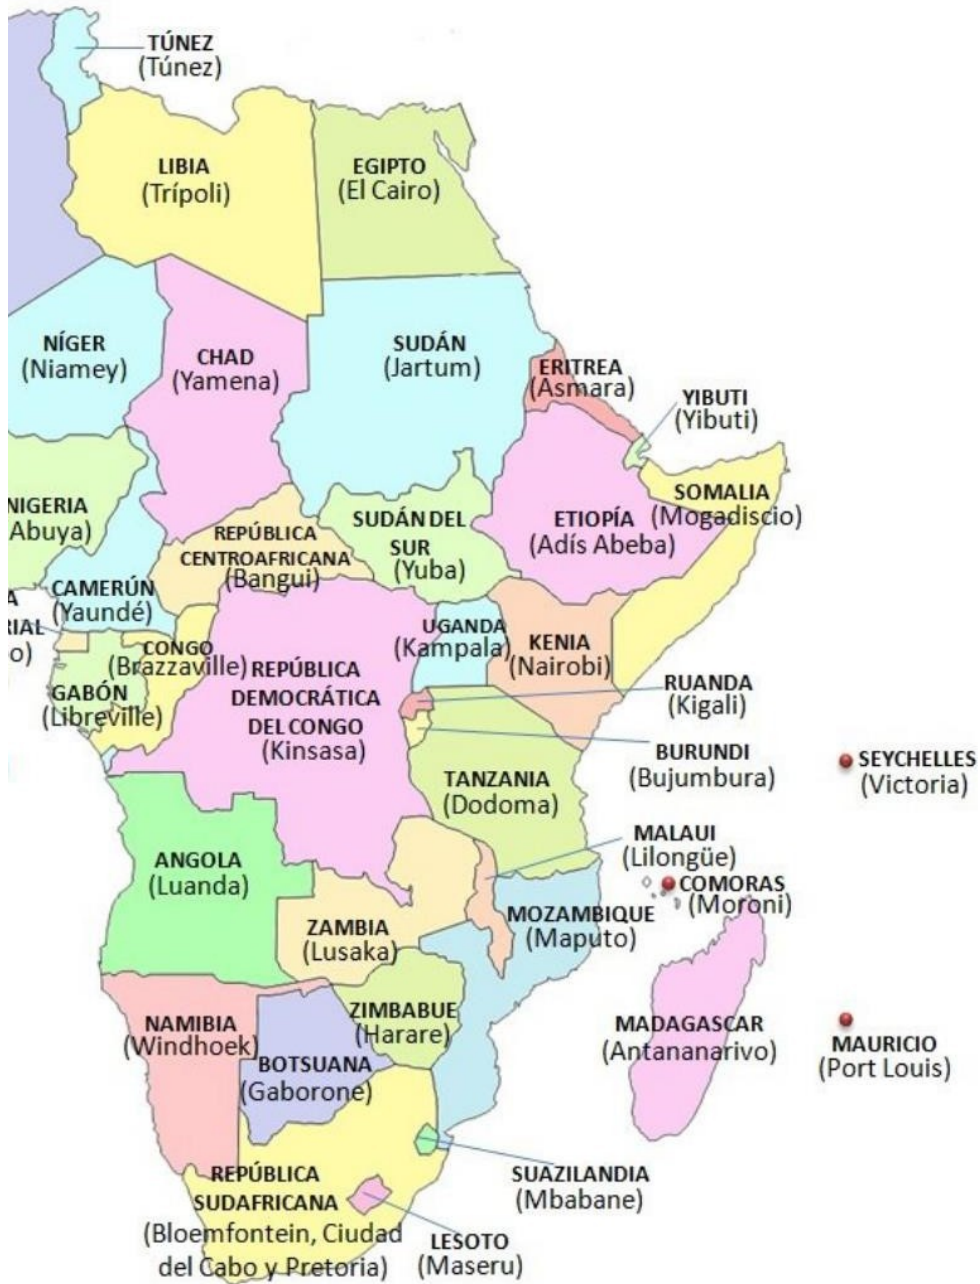 TÚNEZ
(Túnez)
LIBIA
(Trípoli)
EGIPTO
(El Cairo)
NÍGER
(Niamey)
CHAD
(Yamena)
SUDÁN
(Jartum)
ERITREA
(Asmara)
YIBUTI
(Yibuti)
NIGERIA
Abuya)
REPÚBLICA
CENTROAFRICANA
(Bangui)
SUDÁN DEL
SUR
(Yuba)
ETIOPÍA
(Adís Abeba)
SOMALIA
(Mogadiscio)
CAMERÚN
(Yaundé)
A
RIAL
o)
GABÓN
(Libreville)
CONGO
(Brazzaville)
REPÚBLICA
DEMOCRÁTICA
DEL CONGO
(Kinsasa)
UGANDA
(Kampala)
KENIA
(Nairobi)
RUANDA
(Kigali)
BURUNDI
(Bujumbura)
TANZANIA
(Dodoma)
SEYCHELLES
(Victoria)
ANGOLA
(Luanda)
ZAMBIA
(Lusaka)
MALAUI
(Lilongüe)
COMORAS
(Moroni)
MOZAMBIQUE
(Maputo)
NAMIBIA
(Windhoek)
BOTSUANA
(Gaborone)
ZIMBABUE
(Harare)
MADAGASCAR
(Antananarivo)
MAURICIO
(Port Louis)
REPÚBLICA
SUDAFRICANA
(Bloemfontein, Ciudad
del Cabo y Pretoria)
SUAZILANDIA
(Mbabane)
LESOTO
(Maseru)